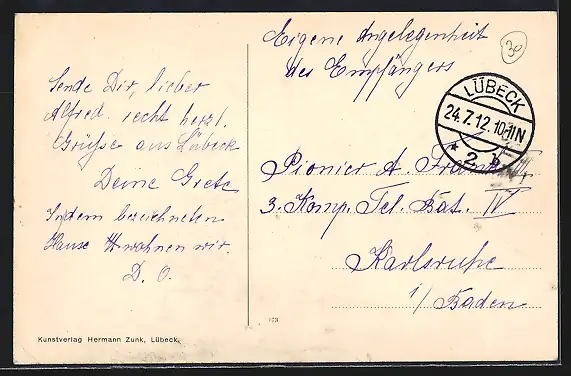 Sende Dir, lieber
Alfred recht herzl.
Grüsse aus Lübeck
Deine Grete
In dem bezeichneten
Hause wohnen wir.
D. O.
Kunstverlag Hermann Zunk, Lübeck.
Eigene Angelegenheit
des Empfängers
30
LÜBECK
24.7.12.10-11N
* 2 b
Pionier A.
3. Komp. Tel. Bat. IV
Karlsruhe
i/Baden